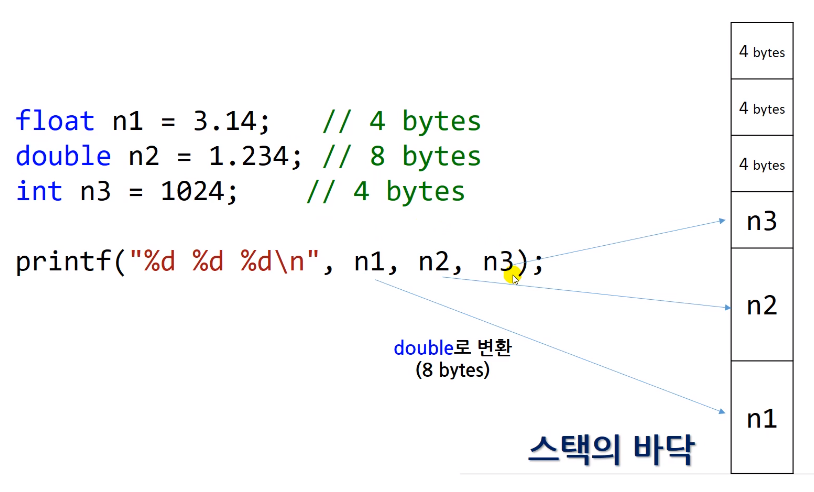 4 bytes
4 bytes
float n1 = 3.14; // 4 bytes
double n2 = 1.234; // 8 bytes
4 bytes
int n3 = 1024; // 4 bytes
n3
printf("%d %d %d\n", n1, n2, n3);
n2
double로 변환
(8 bytes)
n1
스택의 바닥